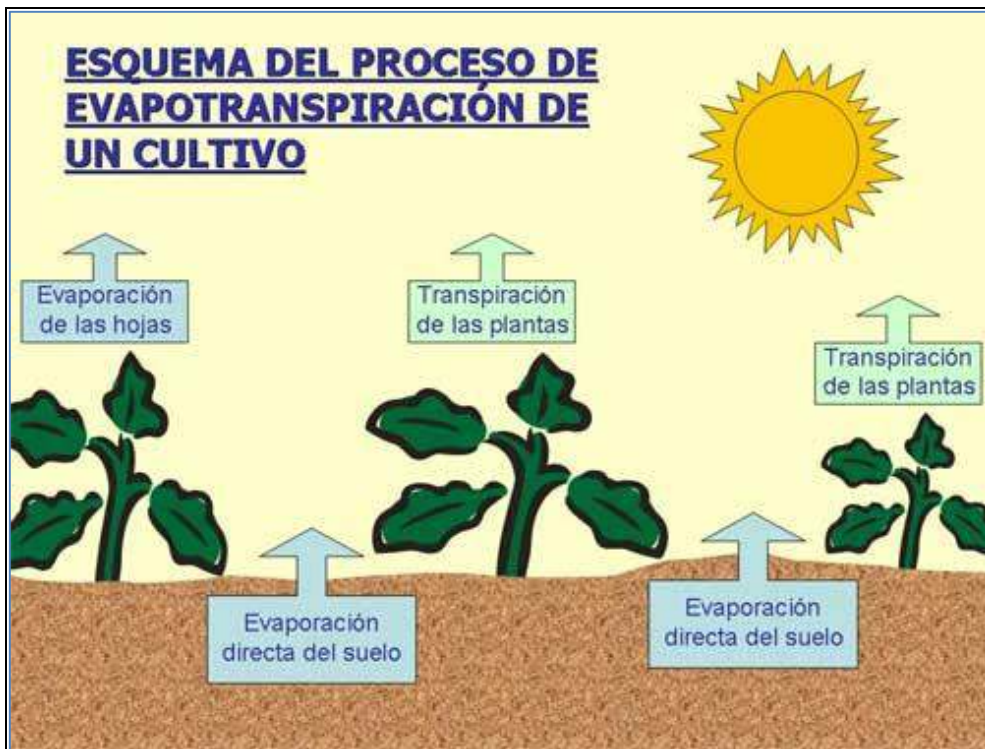 ESQUEMA DEL PROCESO DE
EVAPOTRANSPIRACIÓN DE
UN CULTIVO
Evaporación
de las hojas
Transpiración
de las plantas
Transpiración
de las plantas
Evaporación
directa del suelo
Evaporación
directa del suelo